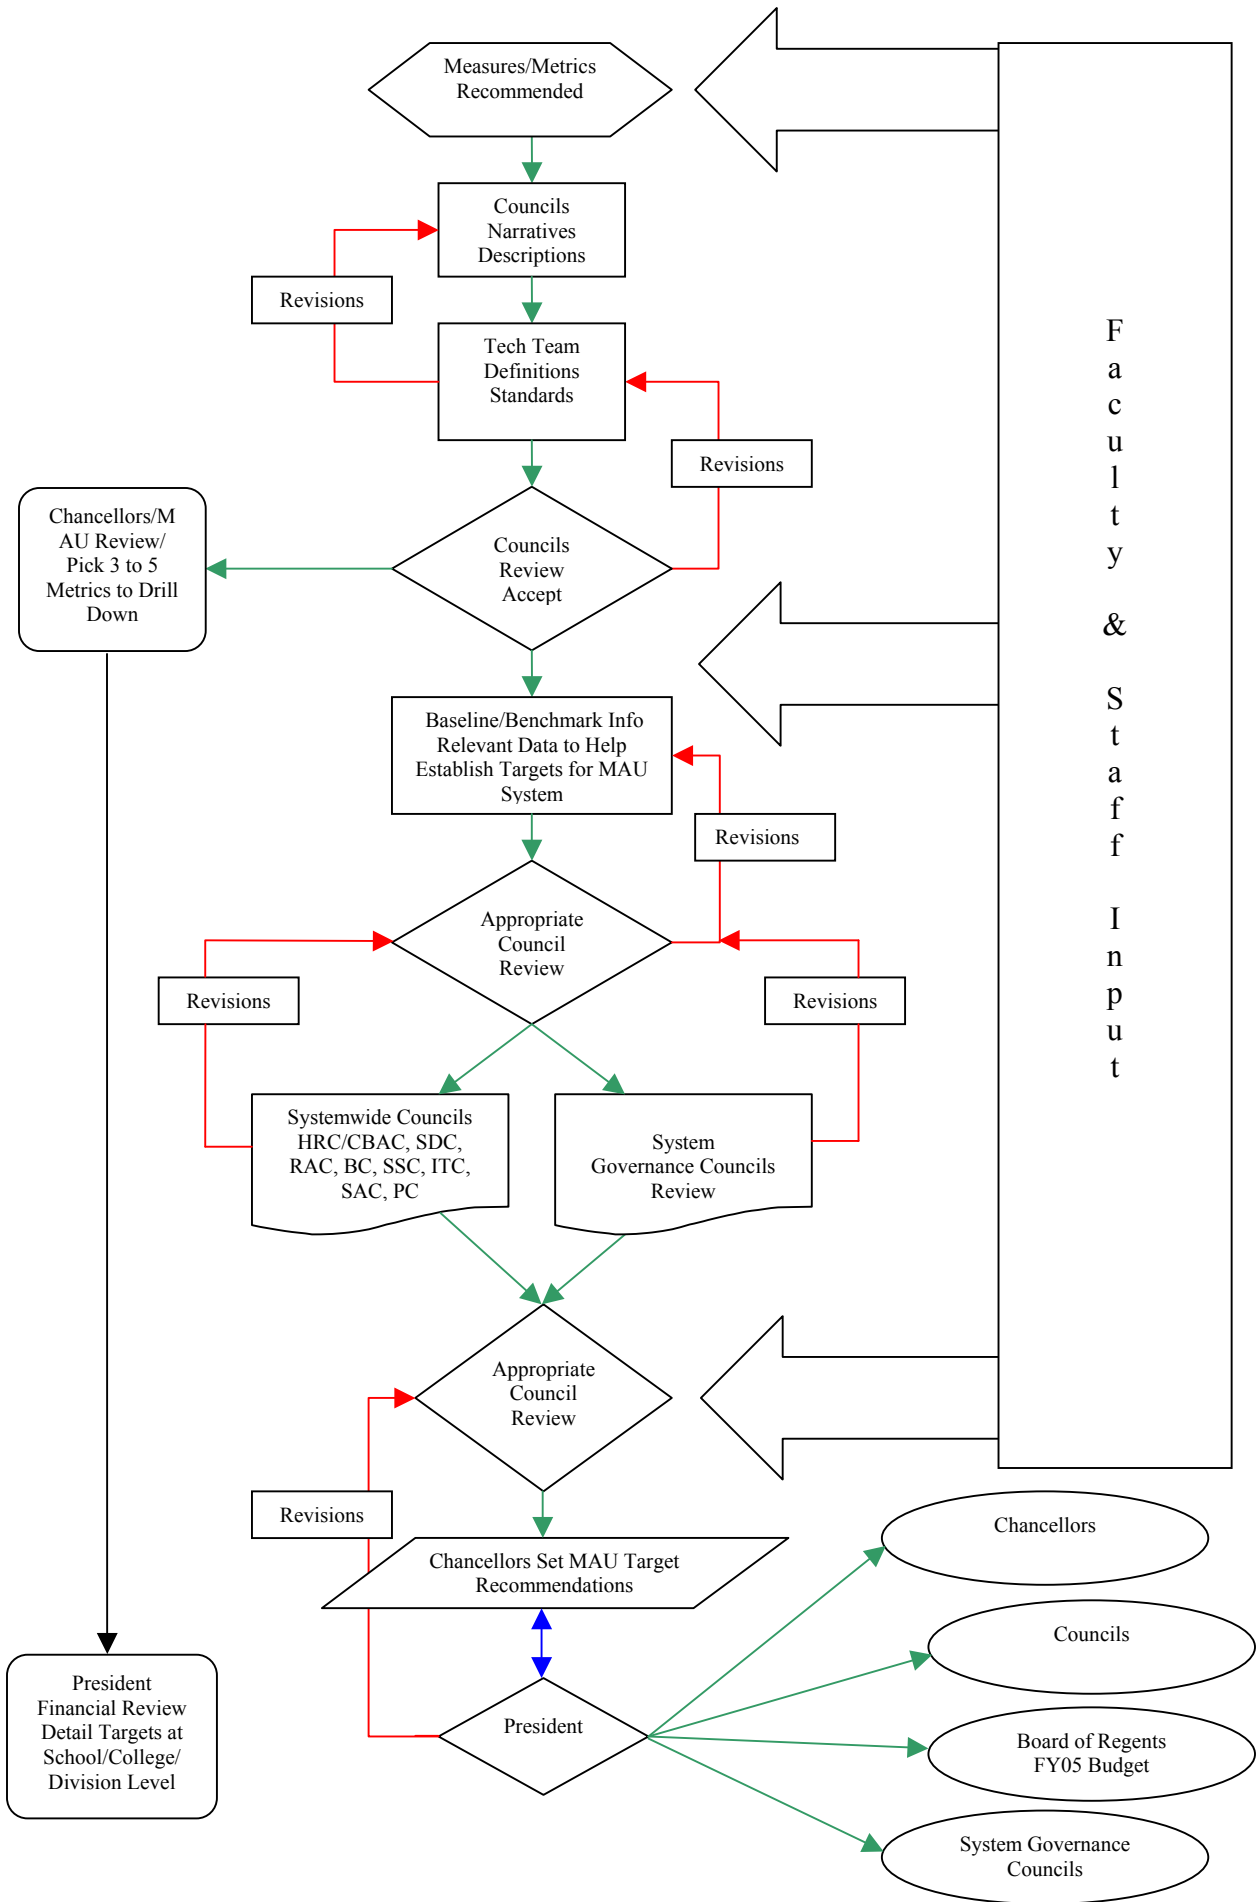 Measures/Metrics
Recommended
Councils
Narratives
Descriptions
Revisions
Tech Team
Definitions
Standards
Revisions
Chancellors/M
AU Review/
Pick 3 to 5
Metrics to Drill
Down
Councils
Review
Accept
Baseline/Benchmark Info
Relevant Data to Help
Establish Targets for MAU
System
Revisions
Appropriate
Council
Review
Revisions
Revisions
Systemwide Councils
HRC/CBAC, SDC,
RAC, BC, SSC, ITC,
SAC, PC
System
Governance Councils
Review
Appropriate
Council
Review
Revisions
Chancellors Set MAU Target
Recommendations
President
President
Financial Review
Detail Targets at
School/College/
Division Level
Chancellors
Councils
Board of Regents
FY05 Budget
System Governance
Councils
Faculty & Staff Input